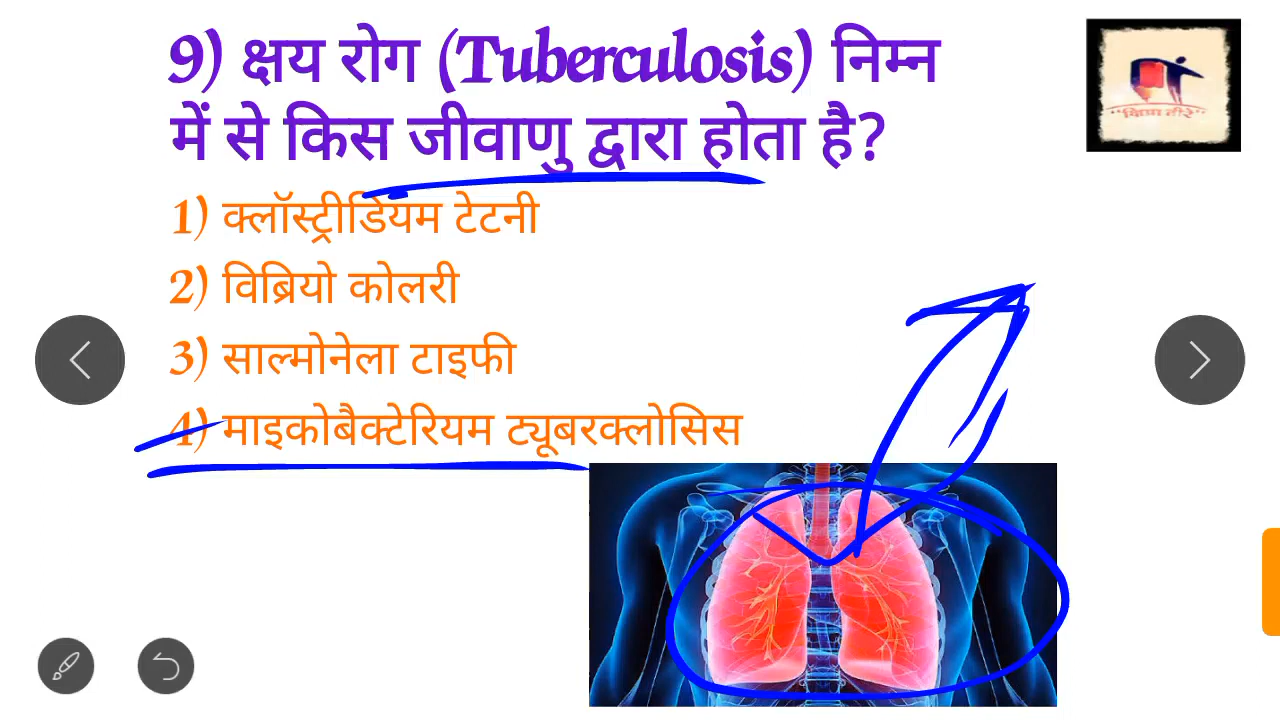 9) क्षय रोग (Tuberculosis) निम्न
में से किस जीवाणु द्वारा होता है?
1) क्लॉस्ट्रीडियम टेटनी
2) विब्रियो कोलरी
3) साल्मोनेला टाइफी
4) माइकोबैक्टेरियम ट्यूबरक्लोसिस